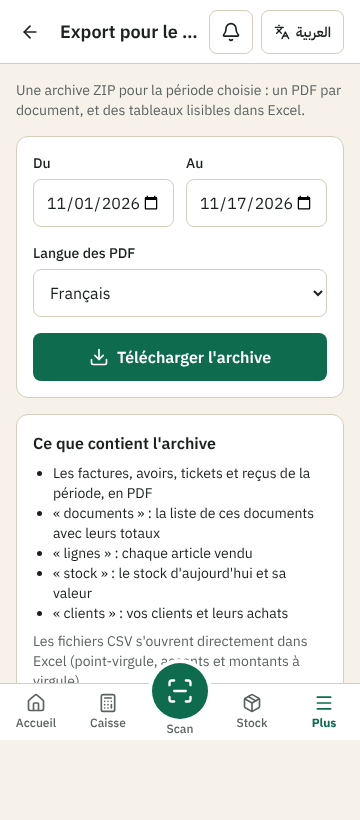 Export pour le ...
العربية
Une archive ZIP pour la période choisie : un PDF par
document, et des tableaux lisibles dans Excel.
Du
Au
11/01/2026
11/17/2026
Langue des PDF
Français
Télécharger l'archive
Ce que contient l'archive
• Les factures, avoirs, tickets et reçus de la
période, en PDF
• « documents » : la liste de ces documents
avec leurs totaux
• « lignes » : chaque article vendu
• « stock » : le stock d'aujourd'hui et sa
valeur
• « clients » : vos clients et leurs achats
Les fichiers CSV s'ouvrent directement dans
Excel (point-virgule, accents et montants à
virgule)
Accueil
Caisse
Scan
Stock
Plus